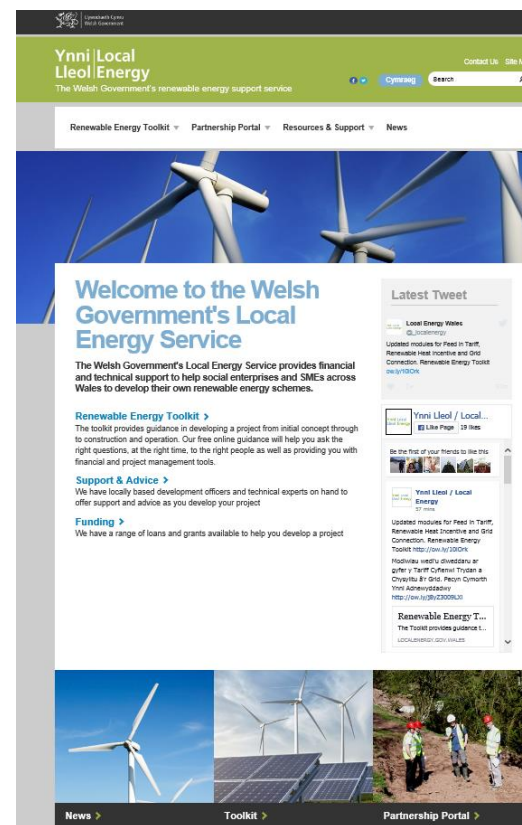 Llywodraeth Cymru
Welsh Government
Ynni Local
Lleol Energy
The Welsh Government's renewable energy support service
Contact Us Site
Cymraeg
Search
Renewable Energy Toolkit
Partnership Portal
Resources & Support
News
Welcome to the Welsh
Government's Local
Energy Service
The Welsh Government's Local Energy Service provides financial
and technical support to help social enterprises and SMEs across
Wales to develop their own renewable energy schemes.
Renewable Energy Toolkit >
The toolkit provides guidance in developing a project from initial concept through
to construction and operation. Our free online guidance will help you ask the
right questions, at the right time, to the right people as well as providing you with
financial and project management tools.
Support & Advice >
We have locally based development officers and technical experts on hand to
offer support and advice as you develop your project
Funding >
We have a range of loans and grants available to help you develop a project
Latest Tweet
Local Energy Wales
@_localenergy
Updated modules for Feed in Tariff,
Renewable Heat Incentive and Grid
Connection. Renewable Energy Toolkit
Ynni Lleol / Local...
Like Page 19 likes
Be the first of your friends to like this
Ynni Lleol / Local
Energy
57 mins
Updated modules for Feed in Tariff,
Renewable Heat Incentive and Grid
Connection. Renewable Energy
Toolkit
Modiwlau wedi'u diweddaru ar
gyfer y Tariff Cyflenwi Trydan a
Chysylltu â'r Grid. Pecyn Cymorth
Ynni Adnewyddadwy
Renewable Energy T...
The Toolkit provides guidance t...
LOCALENERGY.GOV.WALES
News >
Toolkit >
Partnership Portal >